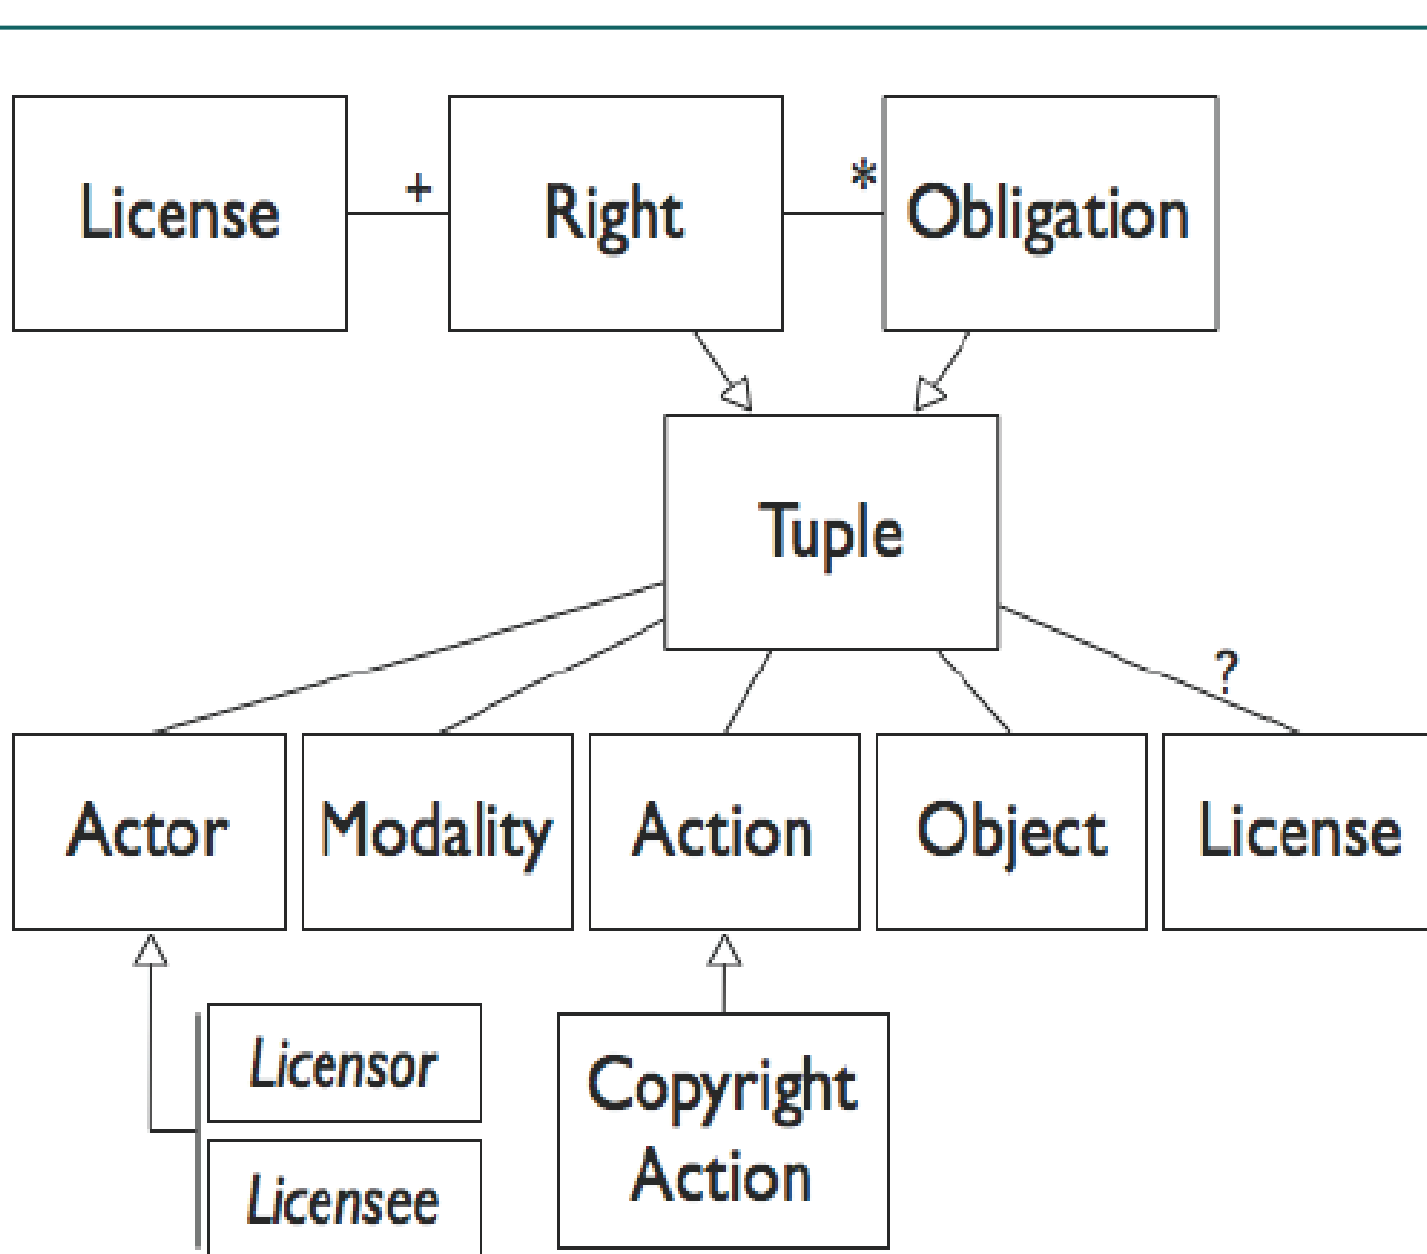 License
+
Right
*
Obligation
Tuple
?
Actor
Modality
Action
Object
License
Licensor
Licensee
Copyright
Action